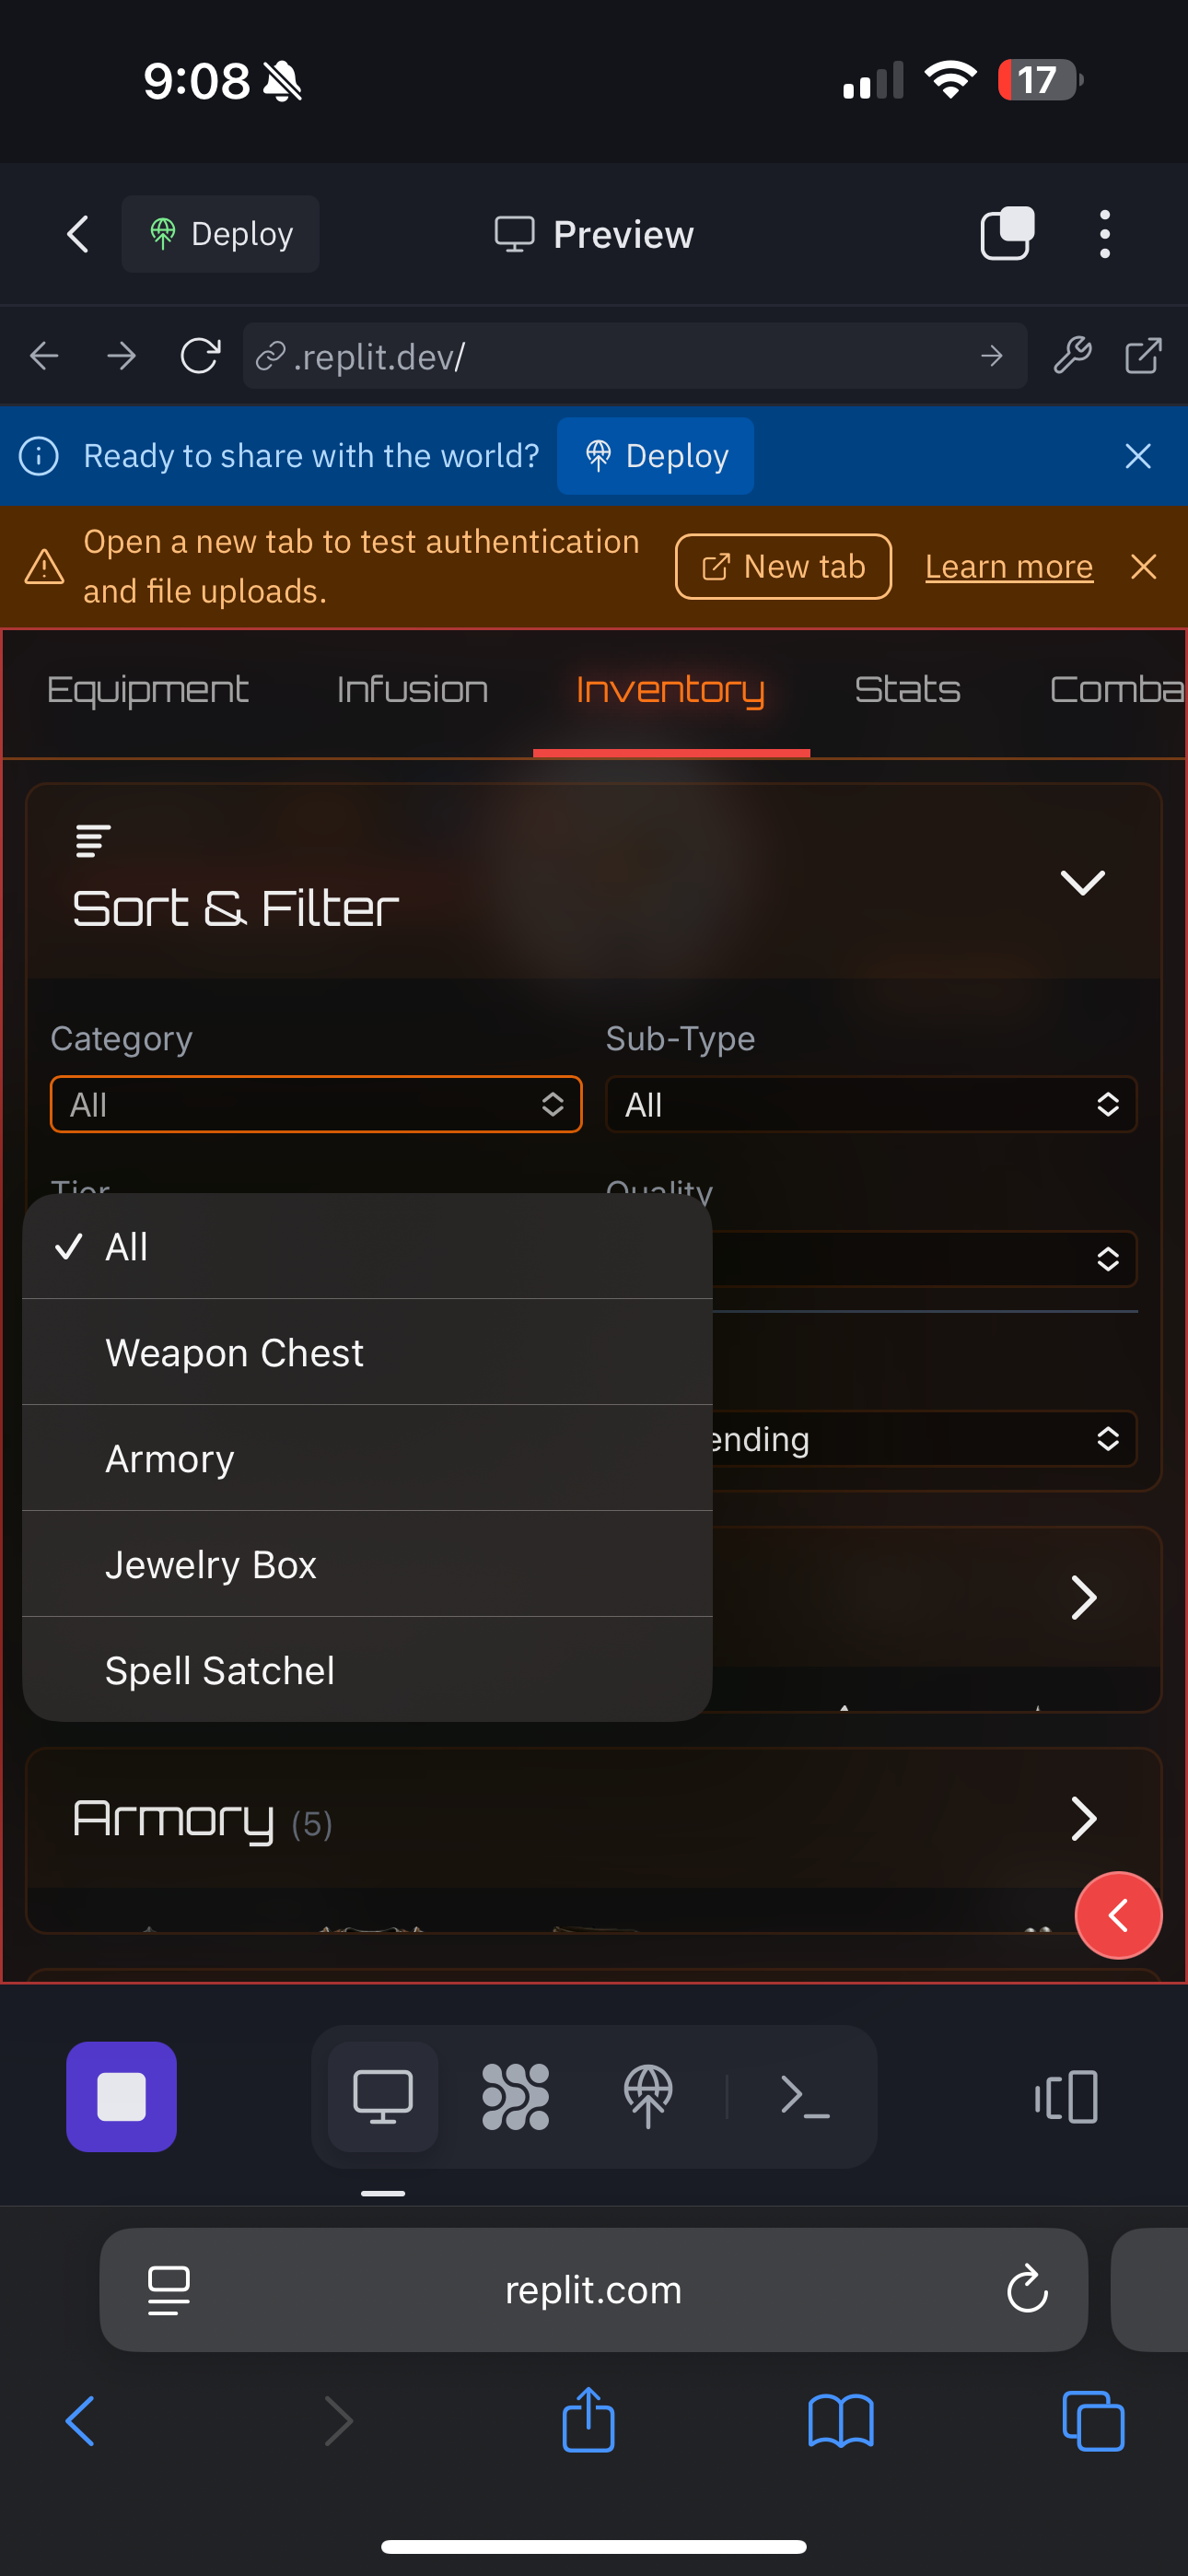 9:08
17
Deploy
Preview
.replit.dev/
Ready to share with the world?
Deploy
Open a new tab to test authentication
and file uploads.
New tab
Learn more
Equipment
Infusion
Inventory
Stats
Comba
Sort & Filter
Category
Sub-Type
All
All
Tier
Quality
All
Weapon Chest
Armory
ending
Jewelry Box
Spell Satchel
Armory (5)
replit.com